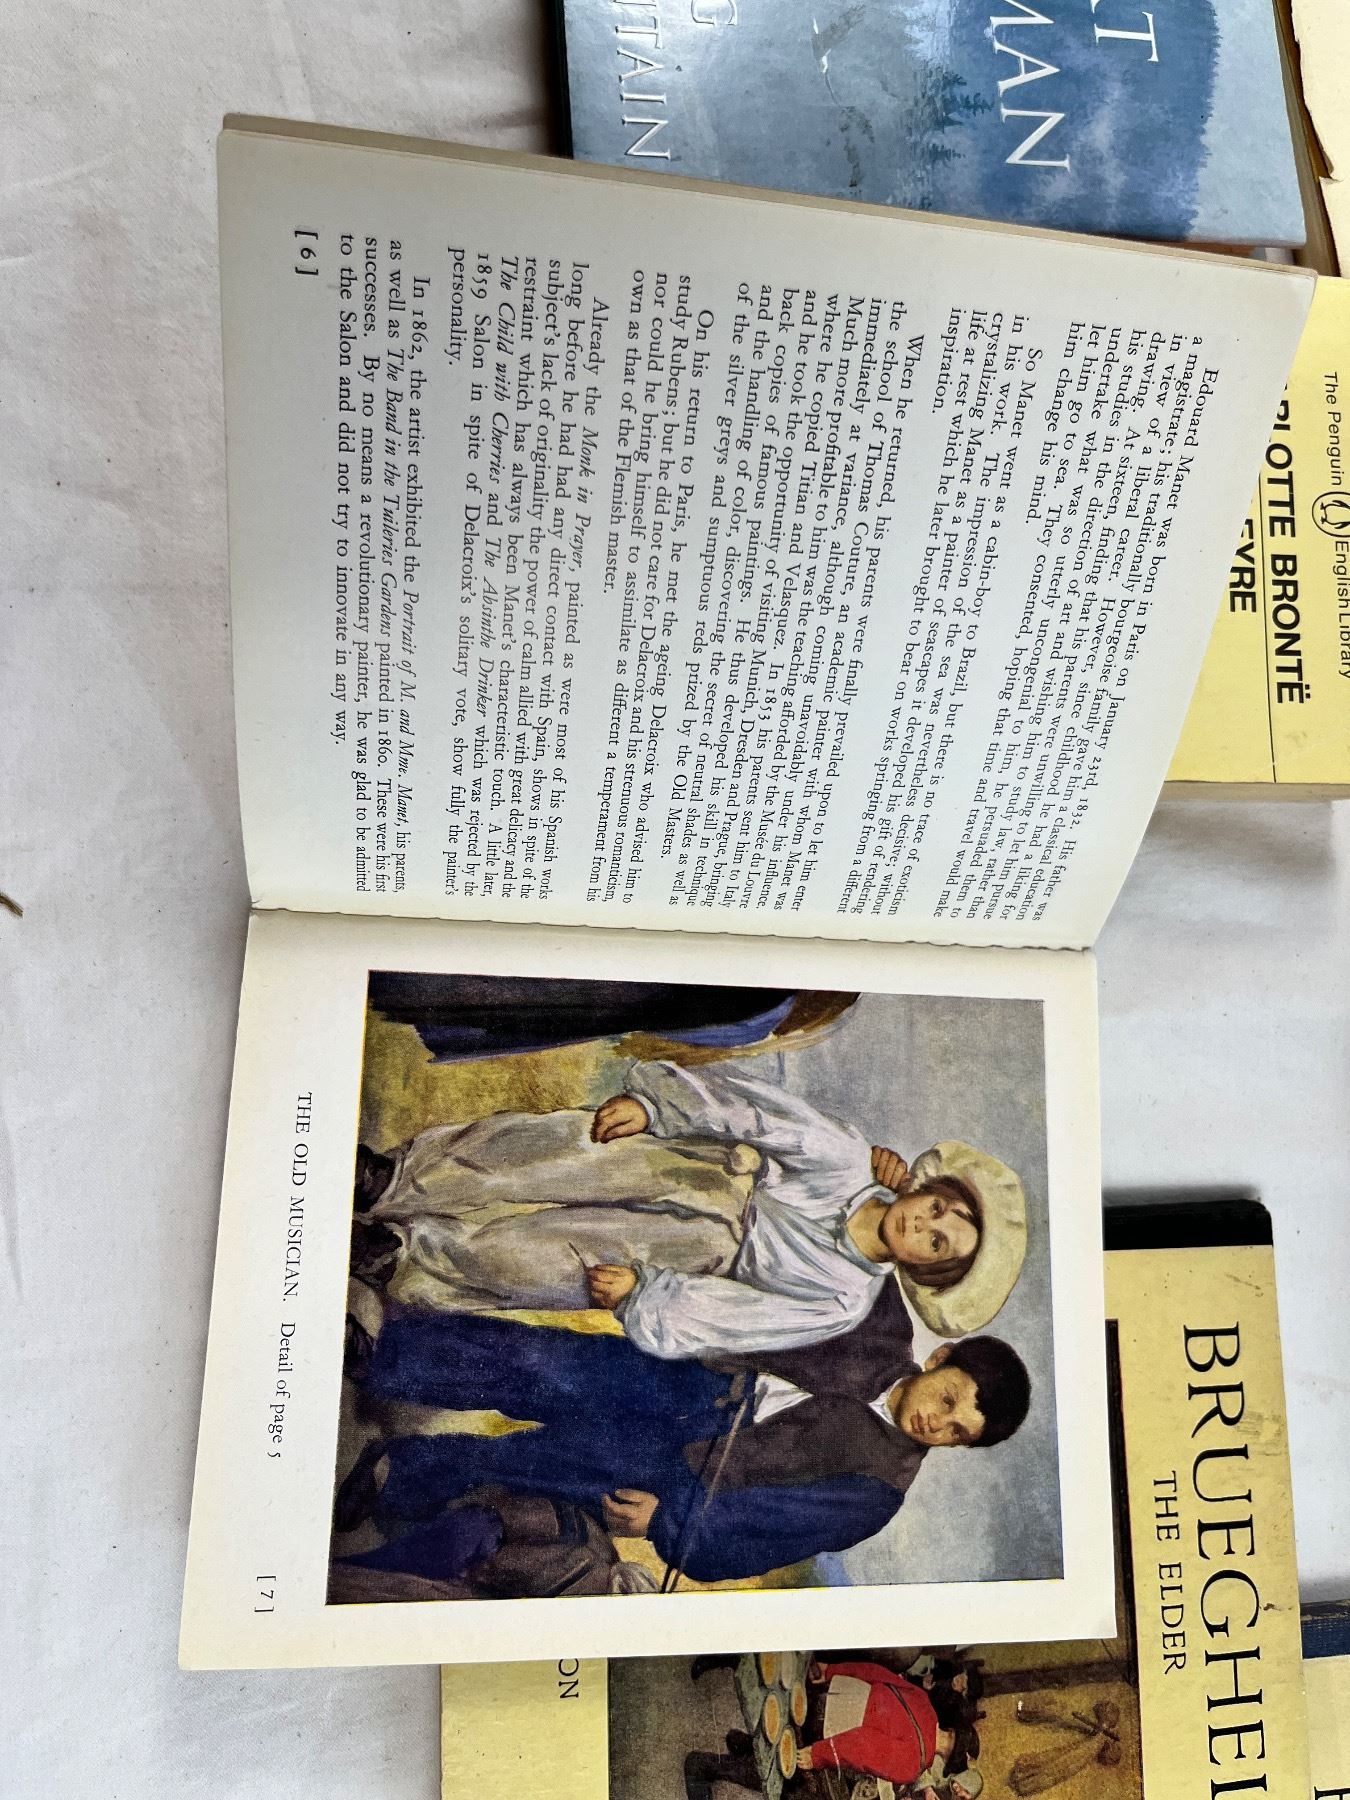 Edouard Manet was born in Paris on January 23rd, 1832. His father was
a magistrate; his traditionally bourgeoise family gave him a classical education
in view of a liberal career. However, since childhood he had a liking for
drawing. At sixteen, finding that his parents were unwilling to let him pursue
his studies in the direction of art and wishing him to study law, rather than
undertake what was so utterly uncongenial to him, he persuaded them to
let him go to sea. They consented, hoping that time and travel would make
him change his mind.
So Manet went as a cabin-boy to Brazil, but there is no trace of exoticism
in his work. The impression of the sea was nevertheless decisive; without
crystalizing Manet as a painter of seascapes it developed his gift of rendering
life at rest which he later brought to bear on works springing from a different
inspiration.
When he returned, his parents were finally prevailed upon to let him enter
the school of Thomas Couture, an academic painter with whom Manet was
immediately at variance, although coming unavoidably under his influence.
Much more profitable to him was the teaching afforded by the Musée du Louvre
where he copied Titian and Velasquez. In 1853 his parents sent him to Italy
and he took the opportunity of visiting Munich, Dresden and Prague, bringing
back copies of famous paintings. He thus developed his skill in technique
and the handling of color, discovering the secret of neutral shades as well as
of the silver greys and sumptuous reds prized by the Old Masters.
On his return to Paris, he met the ageing Delacroix who advised him to
study Rubens; but he did not care for Delacroix and his strenuous romantism,
nor could he bring himself to assimilate as different a temperament from his
own as that of the Flemish master.
Already the Monk in Prayer, painted as were most of his Spanish works
long before he had had any direct contact with Spain, shows in spite of the
subject's lack of originality the power of calm allied with great delicacy and the
restraint which has always been Manet's characteristic touch. A little later,
The Child with Cherries and The Absinthe Drinker which was rejected by the
1859 Salon in spite of Delacroix's solitary vote, show fully the painter's
personality.
In 1862, the artist exhibited the Portrait of M. and Mme. Manet, his parents,
as well as The Band in the Tuileries Gardens painted in 1860. These were his first
successes. By no means a revolutionary painter, he was glad to be admitted
to the Salon and did not try to innovate in any way.
[ 6 ]
THE OLD MUSICIAN. Detail of page 5
[ 7 ]
The Penguin English Library
BRONTË
EYRE
MAN
BRUEGHEL
THE ELDER